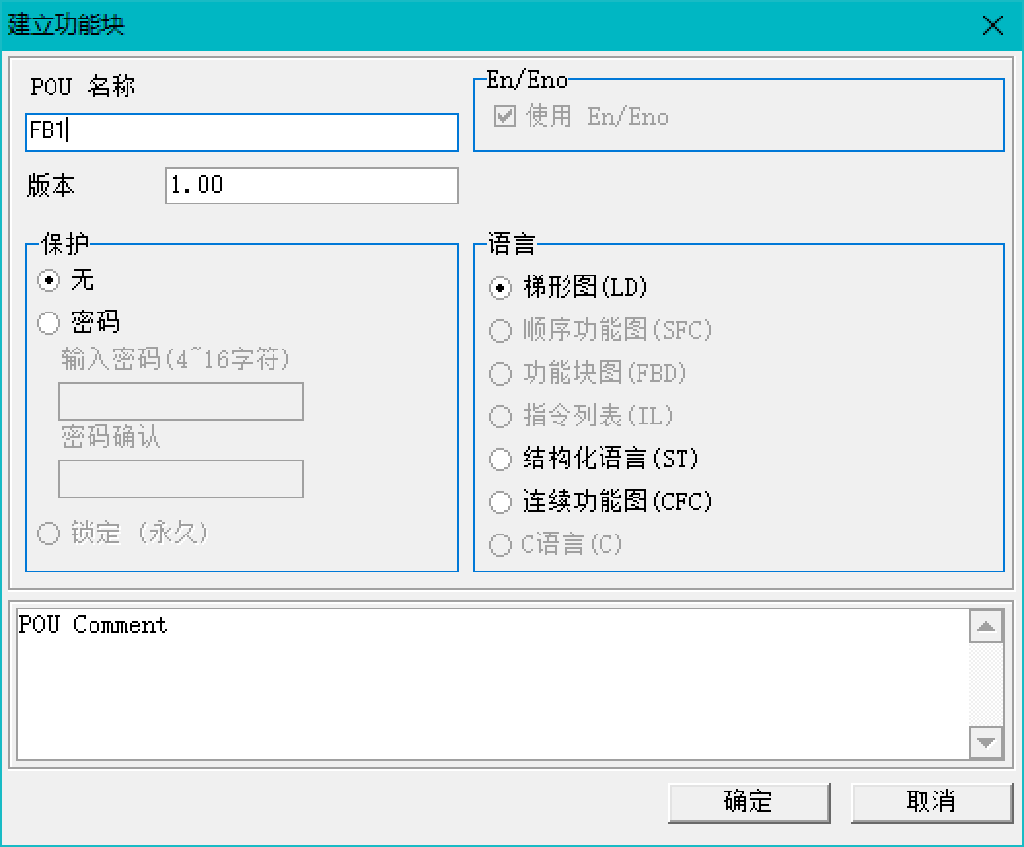 建立功能块
POU 名称
FB1
版本
1.00
En/Eno
使用 En/Eno
保护
无
密码
输入密码(4~16字符)
密码确认
锁定 (永久)
语言
梯形图(LD)
顺序功能图(SFC)
功能块图(FBD)
指令列表(IL)
结构化语言(ST)
连续功能图(CFC)
C语言(C)
POU Comment
确定
取消